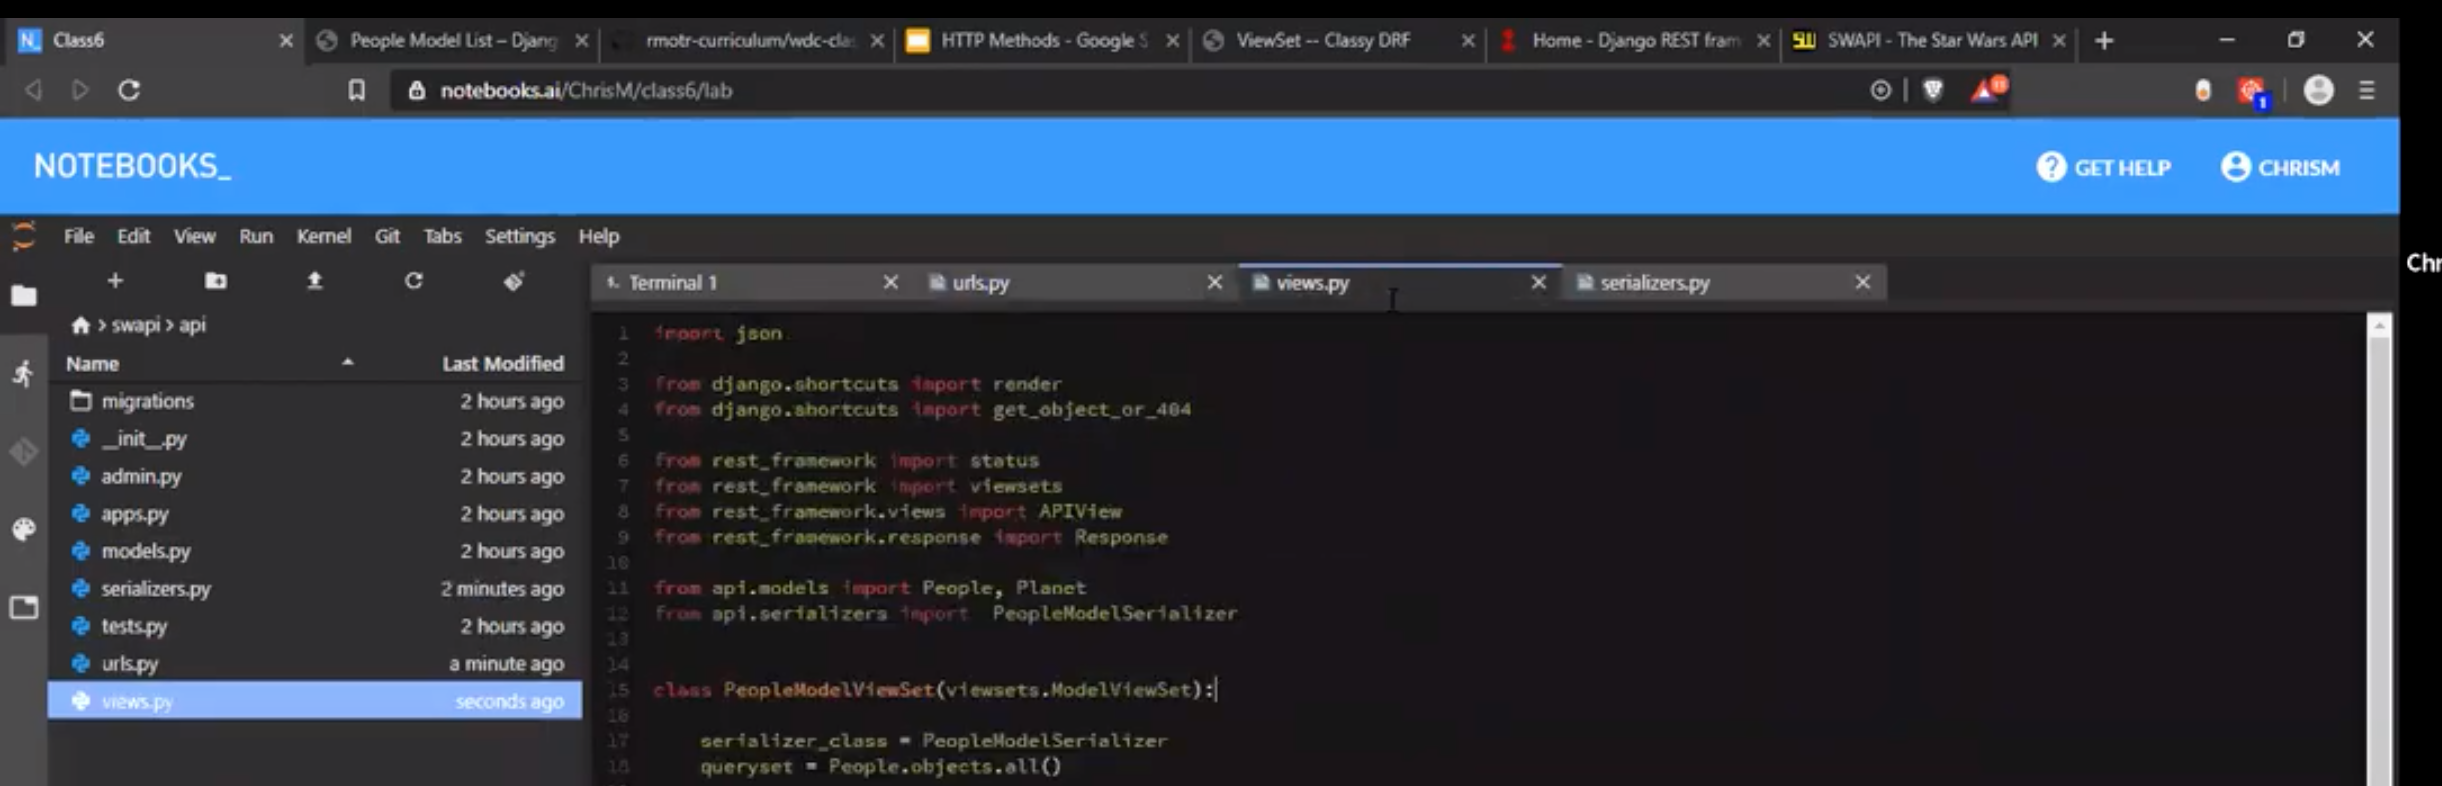 Class6
People Model List – Djang
rmotr-curriculum/wdc-cla
HTTP Methods - Google S
ViewSet -- Classy DRF
Home - Django REST fram
SWAPI - The Star Wars API
notebooks.ai/ChrisM/class6/lab
1
NOTEBOOKS_
GET HELP
CHRISM
File Edit View Run Kernel Git Tabs Settings Help
Chr
Terminal 1
urls.py
views.py
serializers.py
> swapi > api
Name Last Modified
migrations 2 hours ago
__init__.py 2 hours ago
admin.py 2 hours ago
apps.py 2 hours ago
models.py 2 hours ago
serializers.py 2 minutes ago
tests.py 2 hours ago
urls.py a minute ago
views.py seconds ago
1 import json
2
3 from django.shortcuts import render
4 from django.shortcuts import get_object_or_404
5
6 from rest_framework import status
7 from rest_framework import viewsets
8 from rest_framework.views import APIView
9 from rest_framework.response import Response
10
11 from api.models import People, Planet
12 from api.serializers import  PeopleModelSerializer
13
14
15 class PeopleModelViewSet(viewsets.ModelViewSet):
16
17     serializer_class = PeopleModelSerializer
18     queryset = People.objects.all()